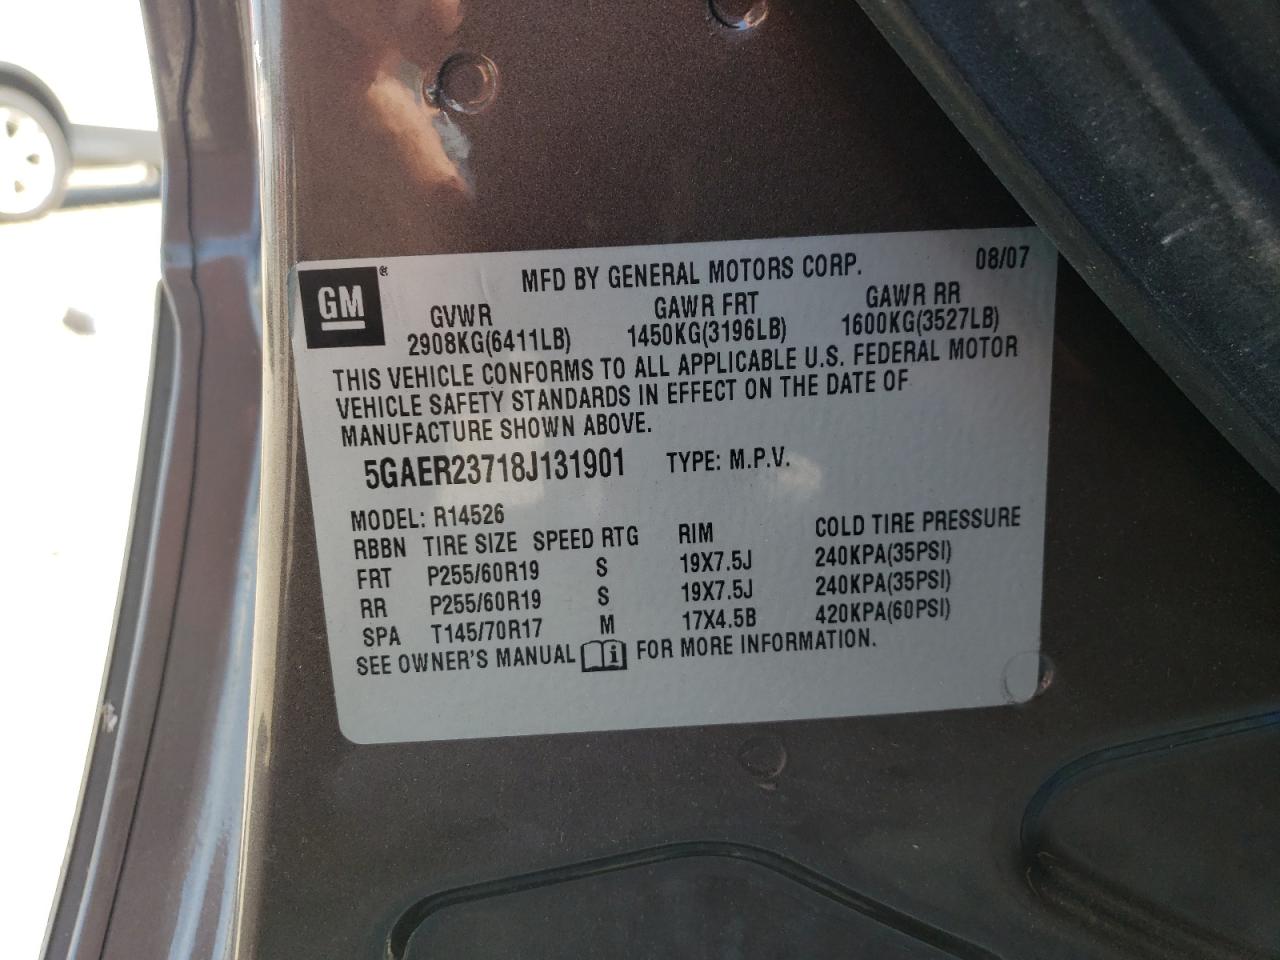 GM®
MFD BY GENERAL MOTORS CORP. 08/07
GVWR GAWR FRT GAWR RR
2908KG(6411LB) 1450KG(3196LB) 1600KG(3527LB)
THIS VEHICLE CONFORMS TO ALL APPLICABLE U.S. FEDERAL MOTOR
VEHICLE SAFETY STANDARDS IN EFFECT ON THE DATE OF
MANUFACTURE SHOWN ABOVE.
5GAER23718J131901 TYPE: M.P.V.
MODEL: R14526
RBBN TIRE SIZE SPEED RTG RIM COLD TIRE PRESSURE
FRT P255/60R19 S 19X7.5J 240KPA(35PSI)
RR P255/60R19 S 19X7.5J 240KPA(35PSI)
SPA T145/70R17 M 17X4.5B 420KPA(60PSI)
SEE OWNER'S MANUAL i FOR MORE INFORMATION.